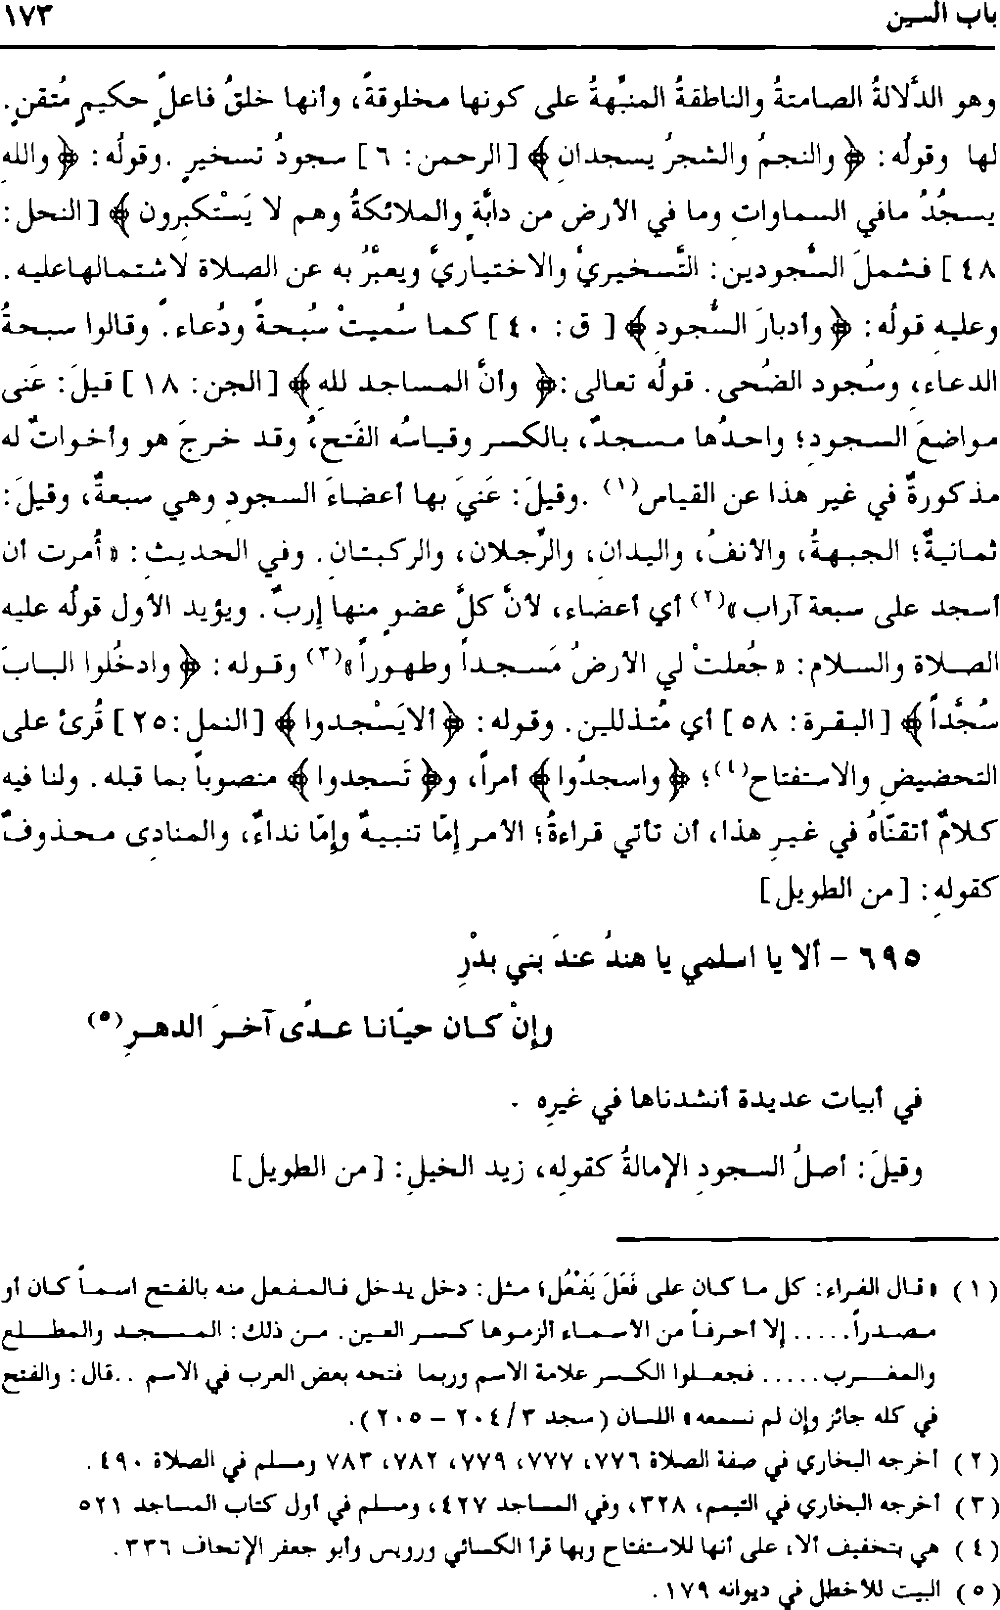 باب السين ١٧٣
وهو الدَّلالةُ الصامتةُ والناطقةُ المنبِّهةُ على كونها مخلوقةً، وأنها خلقُ فاعلٍ حكيمٍ مُتقنٍ.
لها وقولُه: ﴿والنجمُ والشجرُ يسجدانِ﴾ [الرحمن: ٦] سجودُ تسخيرٍ .وقولُه: ﴿واللهِ
يسجُدُ مافي السماواتِ وما في الأرض من دابَّةٍ والملائكةُ وهم لا يَسْتكبِرون﴾ [النحل:
٤٨] فشملَ السُّجودين: التَّسخيريَّ والاختياريَّ ويعبَّرُ به عن الصلاة لاشتمالهاعليه.
وعليهِ قولُه: ﴿وأدبارَ السُّجودِ﴾ [ق: ٤٠] كما سُميتْ سُبحةً ودُعاءً. وقالوا سبحةُ
الدعاء، وسُجود الضُحى. قولُه تعالى:﴿ وأنَّ المساجد للهِ﴾ [الجن: ١٨] قيلَ: عَنى
مواضعَ السجودِ؛ واحدُها مسجدٌ، بالكسر وقياسُه الفَتح، وقد خرجَ هو وأخواتٌ له
مذكورةٌ في غير هذا عن القياس(١) .وقيلَ: عَنيَ بها أعضاءَ السجودِ وهي سبعةٌ، وقيلَ:
ثمانيةٌ؛ الجبهةُ، والأنفُ، واليدانِ، والرِّجلان، والركبتانِ. وفي الحديثِ: «أُمرت أن
أسجد على سبعة آراب»(٢) أي أعضاء، لأنَّ كلَّ عضوٍ منها إربٌ. ويؤيد الأول قولُه عليه
الصلاة والسلام: «جُعلتْ لي الأرضُ مَسجداً وطهوراً»(٣) وقوله: ﴿وادخُلوا البابَ
سُجَّداً﴾ [البقرة: ٥٨] أي مُتذللين. وقوله: ﴿ألايَسْجدوا﴾ [النمل:٢٥] قُرئ على
التحضيضِ والاستفتاح(٤)؛ ﴿واسجدُوا﴾ أمراً، و﴿تَسجدوا﴾ منصوباً بما قبله. ولنا فيه
كلامٌ أتقنّاهُ في غيرِ هذا، أن تأتي قراءةُ؛ الأمر إمّا تنبيهٌ وإمّا نداءٌ، والمنادِى محذوفٌ
كقولهِ: [من الطويل]
٦٩٥ - ألا يا اسلمي يا هندُ عندَ بني بدْرِ
وإنْ كان حيّانا عدًى آخرَ الدهرِ(٥)
في أبيات عديدة أنشدناها في غيرِه .
وقيلَ: أصلُ السجودِ الإمالةُ كقولِه، زيد الخيلِ: [من الطويل]
(١) «قال الفراء: كل ما كان على فَعَلَ يَفْعُل؛ مثل: دخل يدخل فالمفعل منه بالفتح اسماً كان أو
مصدراً..... إلا أحرفاً من الأسماء ألزموها كسر العين. من ذلك: المسجد والمطلع
والمغرب..... فجعلوا الكسر علامة الاسم وربما فتحه بعض العرب في الاسم ..قال: والفتح
في كله جائز وإن لم نسمعه» اللسان (سجد ٣/٢٠٤ - ٢٠٥).
(٢) أخرجه البخاري في صفة الصلاة ٧٧٦، ٧٧٧، ٧٧٩، ٧٨٢، ٧٨٣ ومسلم في الصلاة ٤٩٠.
(٣) أخرجه البخاري في التيمم، ٣٢٨، وفي المساجد ٤٢٧، ومسلم في أول كتاب المساجد ٥٢١
(٤) هي بتخفيف ألا، على أنها للاستفتاح وبها قرأ الكسائي ورويس وأبو جعفر الإتحاف ٣٣٦.
(٥) البيت للأخطل في ديوانه ١٧٩.